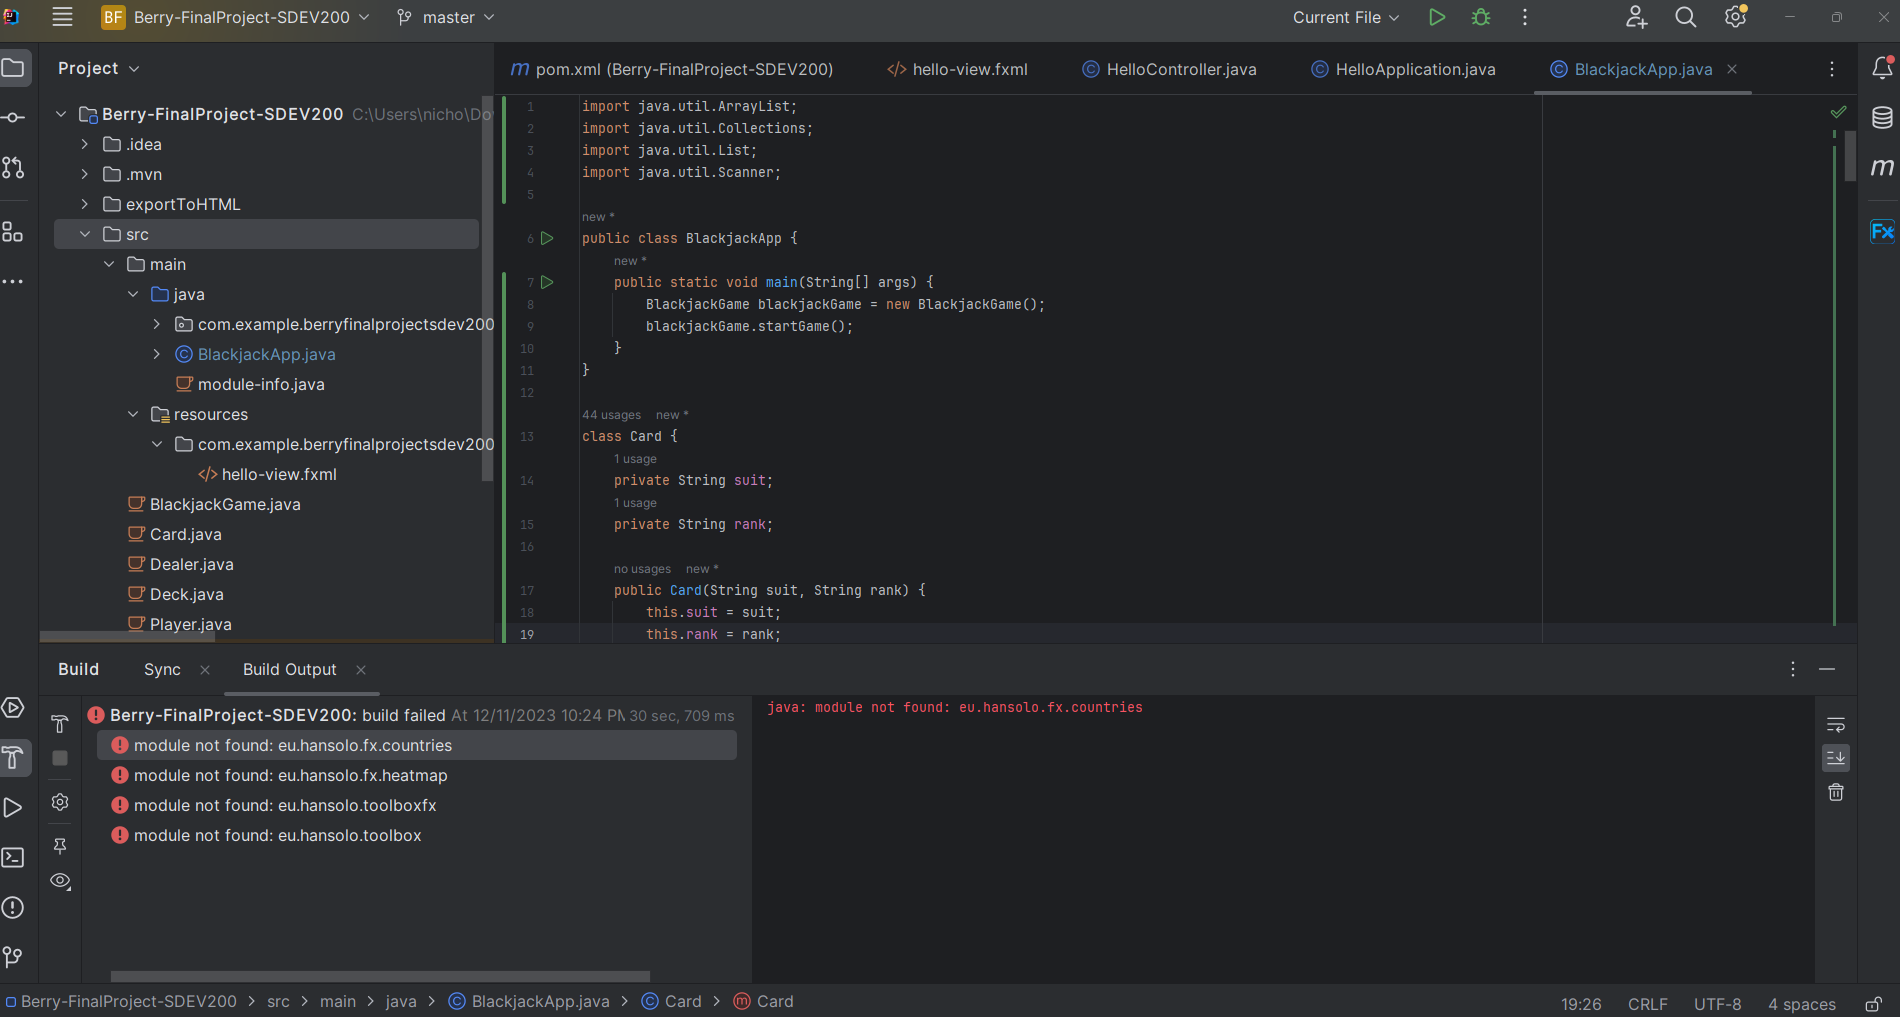 BF Berry-FinalProject-SDEV200 master Current File
Project
Berry-FinalProject-SDEV200 C:\Users\nicho\Do
.idea
.mvn
exportToHTML
src
main
java
com.example.berryfinalprojectsdev200
BlackjackApp.java
module-info.java
resources
com.example.berryfinalprojectsdev200
</> hello-view.fxml
BlackjackGame.java
Card.java
Dealer.java
Deck.java
Player.java
m pom.xml (Berry-FinalProject-SDEV200) </> hello-view.fxml C HelloController.java C HelloApplication.java C BlackjackApp.java
1 import java.util.ArrayList;
2 import java.util.Collections;
3 import java.util.List;
4 import java.util.Scanner;
5
new *
6 public class BlackjackApp {
new *
7 public static void main(String[] args) {
8 BlackjackGame blackjackGame = new BlackjackGame();
9 blackjackGame.startGame();
10 }
11 }
12
44 usages new *
13 class Card {
1 usage
14 private String suit;
1 usage
15 private String rank;
16
no usages new *
17 public Card(String suit, String rank) {
18 this.suit = suit;
19 this.rank = rank;
m
Fx
Build Sync Build Output
Berry-FinalProject-SDEV200: build failed At 12/11/2023 10:24 PM 30 sec, 709 ms
module not found: eu.hansolo.fx.countries
module not found: eu.hansolo.fx.heatmap
module not found: eu.hansolo.toolboxfx
module not found: eu.hansolo.toolbox
java: module not found: eu.hansolo.fx.countries
Berry-FinalProject-SDEV200 > src > main > java > C BlackjackApp.java > C Card > m Card
19:26 CRLF UTF-8 4 spaces